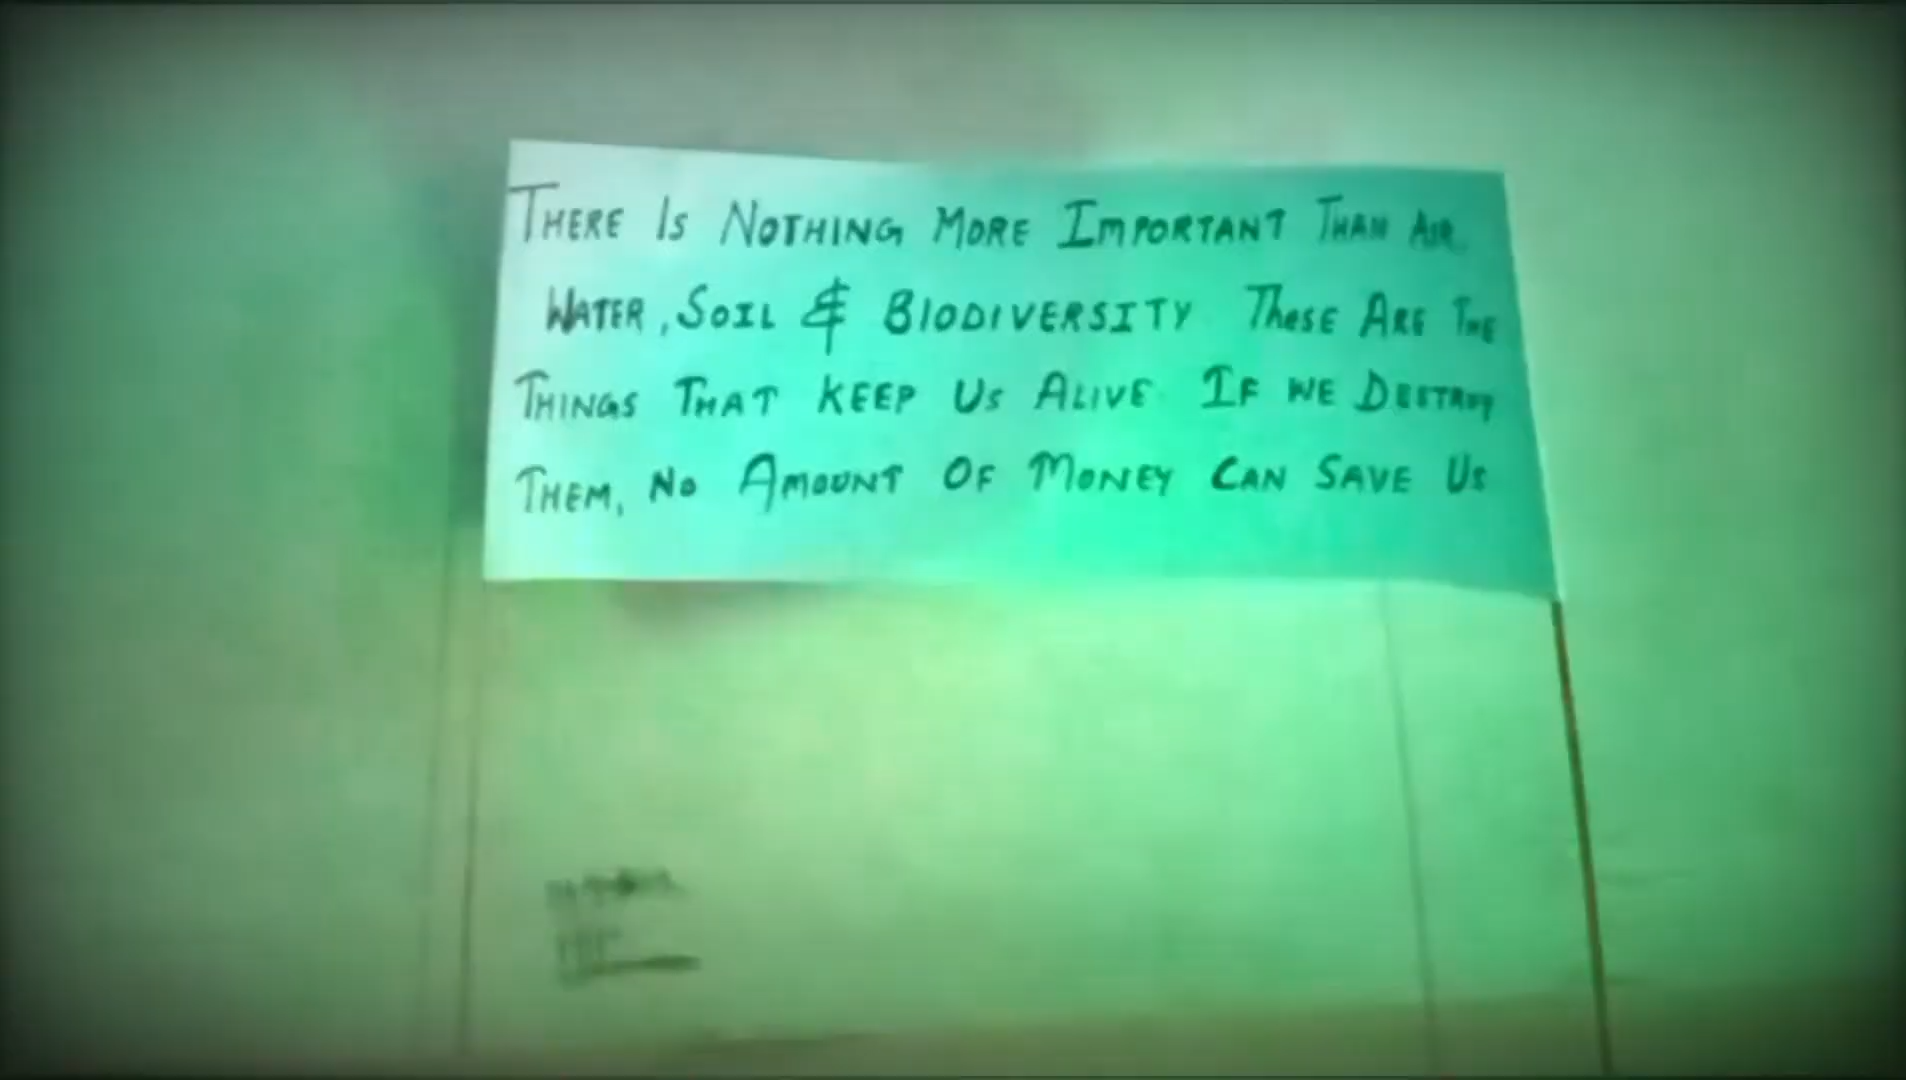 THERE IS NOTHING MORE IMPORTANT THAN AIR
WATER, SOIL & BIODIVERSITY THESE ARE THE
THINGS THAT KEEP US ALIVE IF WE DESTROY
THEM, NO AMOUNT OF MONEY CAN SAVE US